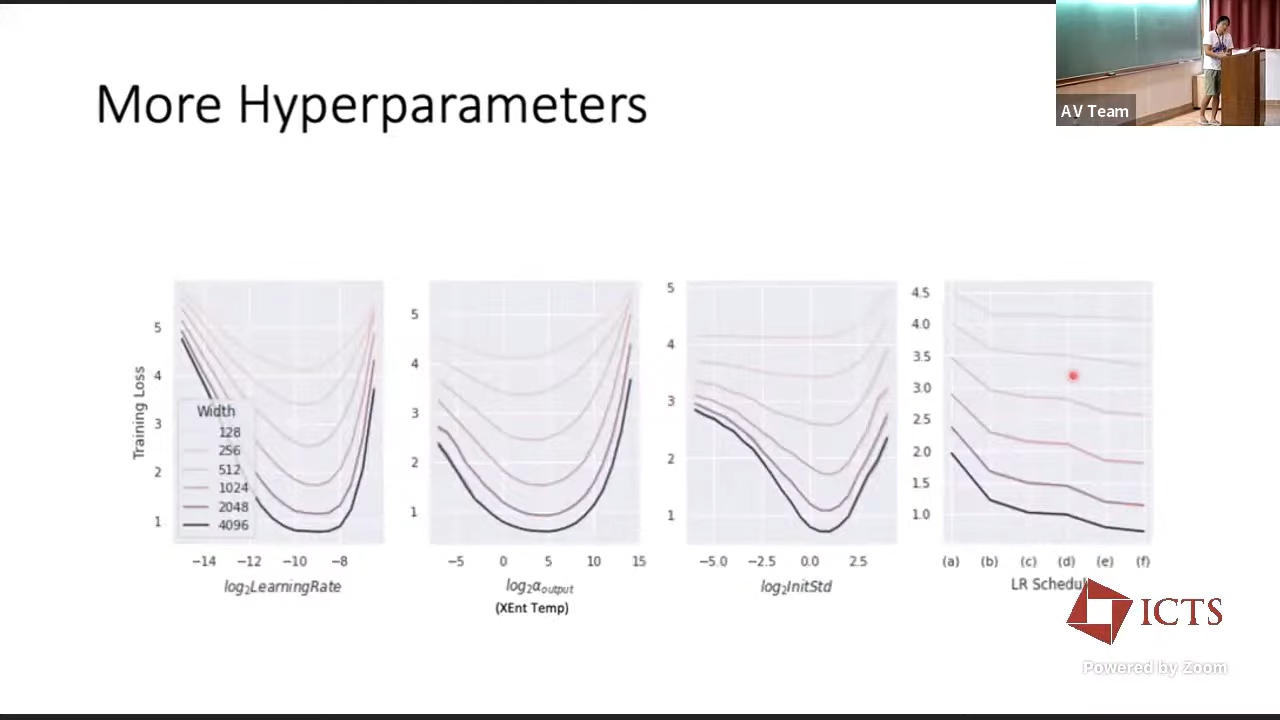 AV Team
More Hyperparameters
Training Loss
5
4
3
2
1
Width
128
256
512
1024
2048
4096
−14 −12 −10 −8
log₂LearningRate
5
4
3
2
1
−5 0 5 10 15
log₂αoutput
(XEnt Temp)
5
4
3
2
1
−5.0 −2.5 0.0 2.5
log₂InitStd
4.5
4.0
3.5
3.0
2.5
2.0
1.5
1.0
(a) (b) (c) (d) (e) (f)
LR Schedul
ICTS
Powered by Zoom